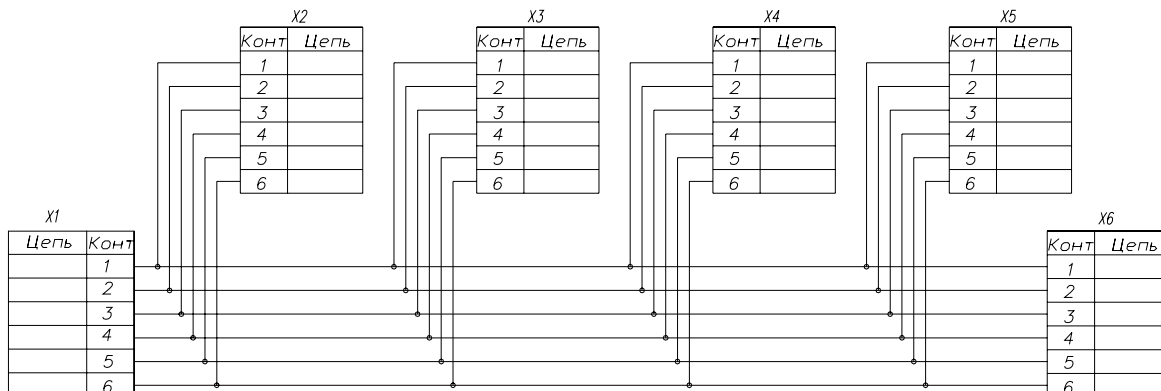 X2 X3 X4 X5
Конт Цепь Конт Цепь Конт Цепь Конт Цепь
1 1 1 1
2 2 2 2
3 3 3 3
4 4 4 4
5 5 5 5
6 6 6 6
X1 X6
Цепь Конт Конт Цепь
1 1
2 2
3 3
4 4
5 5
6 6